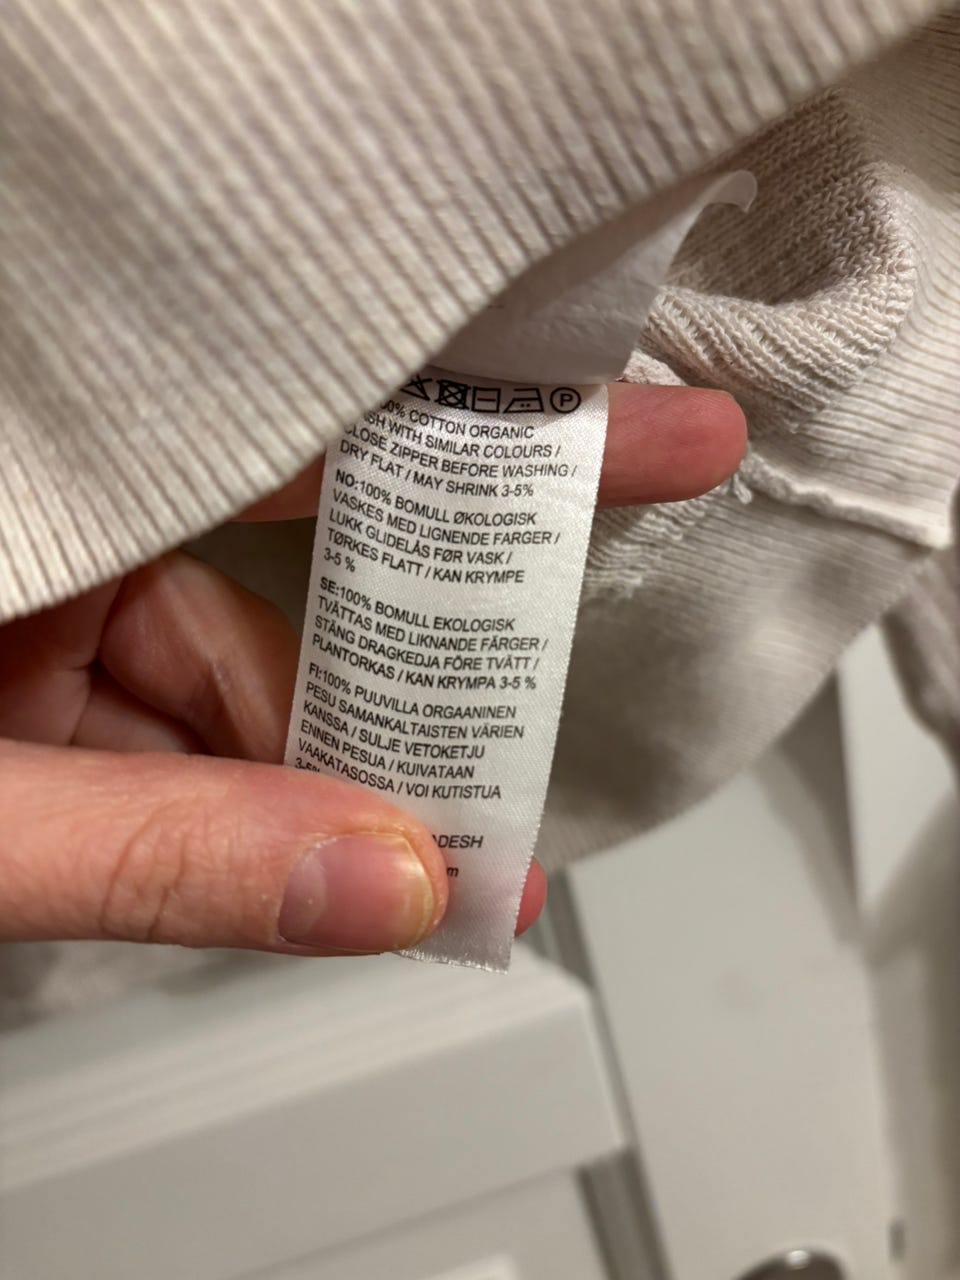 P
COTTON ORGANIC
WITH SIMILAR COLOURS /
CLOSE ZIPPER BEFORE WASHING /
DRY FLAT / MAY SHRINK 3-5%
NO:100% BOMULL ØKOLOGISK
VASKES MED LIGNENDE FARGER /
LUKK GLIDELÅS FØR VASK /
TØRKES FLATT / KAN KRYMPE
3-5 %
SE:100% BOMULL EKOLOGISK
TVÄTTAS MED LIKNANDE FÄRGER /
STÄNG DRAGKEDJA FÖRE TVÄTT /
PLANTORKAS / KAN KRYMPA 3-5 %
FI:100% PUUVILLA ORGAANINEN
PESU SAMANKALTAISTEN VÄRIEN
KANSSA / SULJE VETOKETJU
ENNEN PESUA / KUIVATAAN
VAAKATASOSSA / VOI KUTISTUA